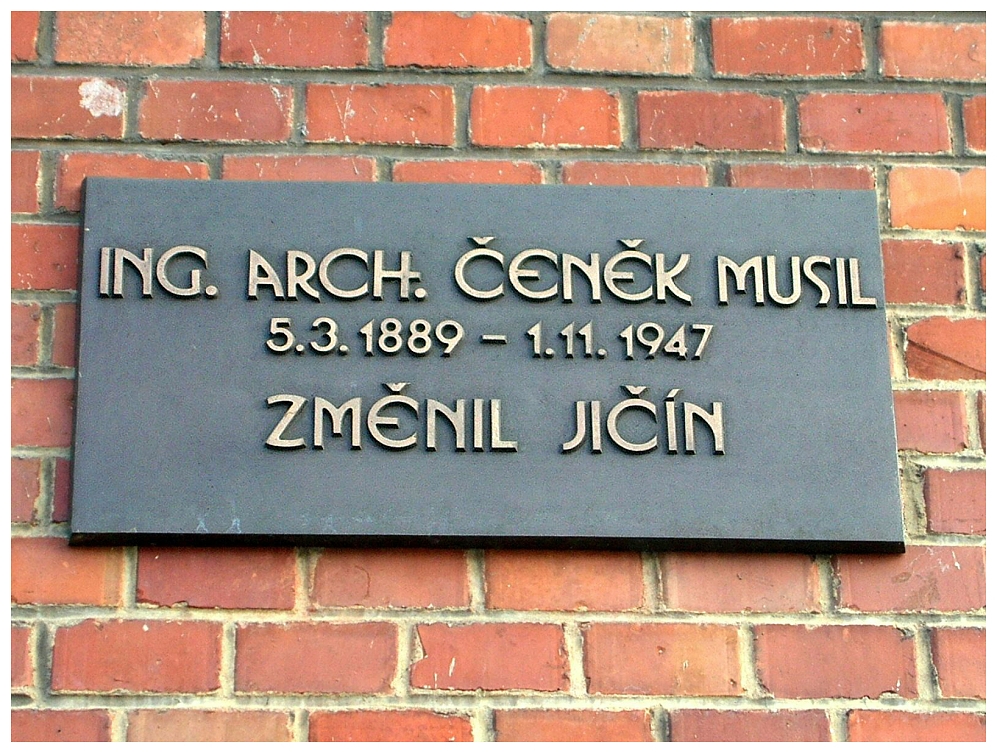 ING. ARCH. ČENĚK MUSIL
5.3.1889 – 1.11.1947
ZMĚNIL JIČÍN